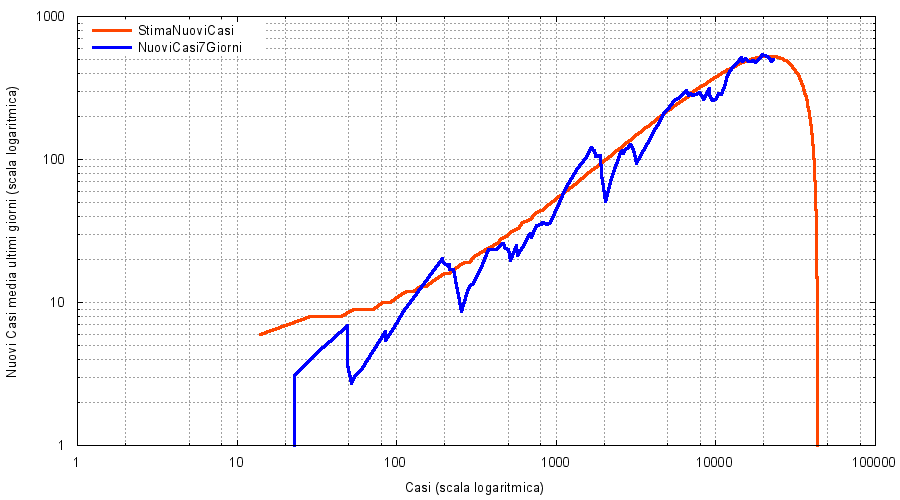 1000
StimaNuoviCasi
NuoviCasi7Giorni
100
10
1
Nuovi Casi media ultimi giorni (scala logaritmica)
1 10 100 1000 10000 100000
Casi (scala logaritmica)